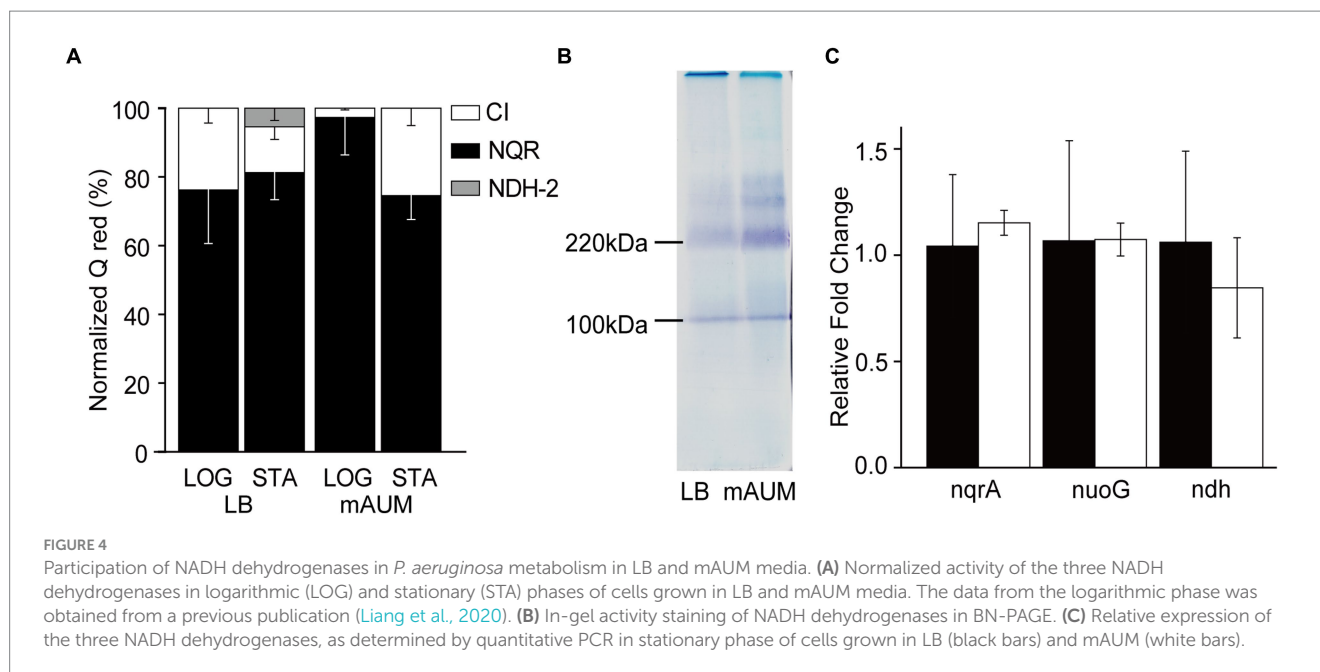 A
B
C
100
80
60
40
20
0
Normalized Q red (%)
CI
NQR
NDH-2
LOG STA LOG STA
LB mAUM
220kDa
100kDa
LB mAUM
1.5
1.0
0.5
0.0
Relative Fold Change
nqrA nuoG ndh
FIGURE 4
Participation of NADH dehydrogenases in P. aeruginosa metabolism in LB and mAUM media. (A) Normalized activity of the three NADH
dehydrogenases in logarithmic (LOG) and stationary (STA) phases of cells grown in LB and mAUM media. The data from the logarithmic phase was
obtained from a previous publication (Liang et al., 2020). (B) In-gel activity staining of NADH dehydrogenases in BN-PAGE. (C) Relative expression of
the three NADH dehydrogenases, as determined by quantitative PCR in stationary phase of cells grown in LB (black bars) and mAUM (white bars).